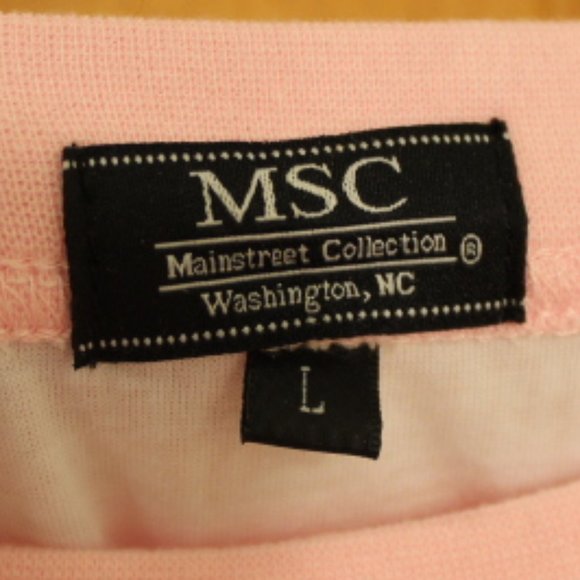 MSC
Mainstreet Collection ®
Washington, NC
L